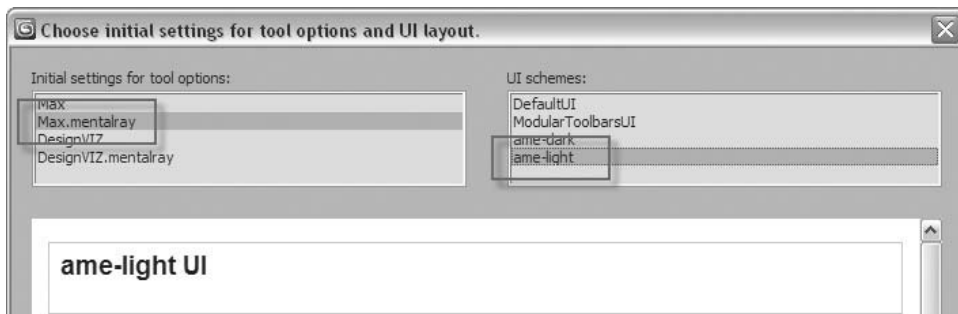 Choose initial settings for tool options and UI layout.
Initial settings for tool options:
Max
Max.mentalray
DesignVIZ
DesignVIZ.mentalray
UI schemes:
DefaultUI
ModularToolbarsUI
ame-dark
ame-light
ame-light UI